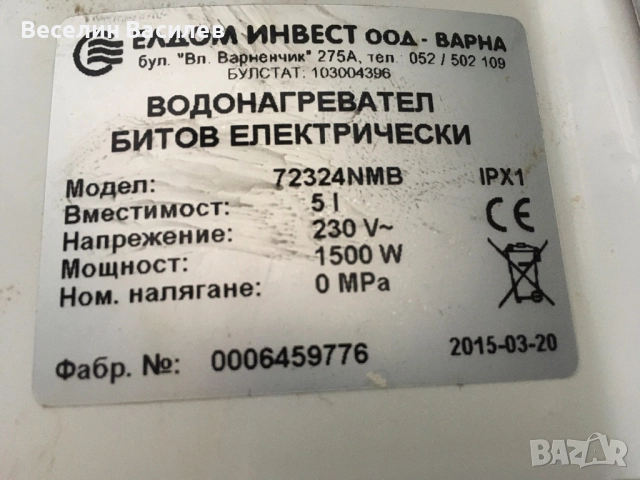 Веселин Василев
ЕЛДОМ ИНВЕСТ ООД - ВАРНА
бул. "Вл. Варненчик" 275А, тел. 052 / 502 109
БУЛСТАТ: 103004396
ВОДОНАГРЕВАТЕЛ
БИТОВ ЕЛЕКТРИЧЕСКИ
Модел: 72324NMB IPX1
Вместимост: 5 l
Напрежение: 230 V~
Мощност: 1500 W
Ном. налягане: 0 MPa
CE
Фабр. №: 0006459776 2015-03-20
BAZAR